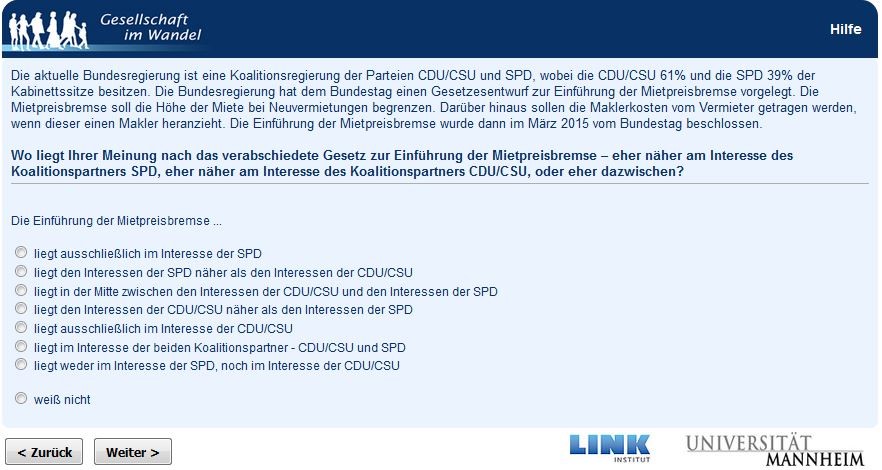 Gesellschaft
im Wandel
Hilfe
Die aktuelle Bundesregierung ist eine Koalitionsregierung der Parteien CDU/CSU und SPD, wobei die CDU/CSU 61% und die SPD 39% der
Kabinettssitze besitzen. Die Bundesregierung hat dem Bundestag einen Gesetzesentwurf zur Einführung der Mietpreisbremse vorgelegt. Die
Mietpreisbremse soll die Höhe der Miete bei Neuvermietungen begrenzen. Darüber hinaus sollen die Maklerkosten vom Vermieter getragen werden,
wenn dieser einen Makler heranzieht. Die Einführung der Mietpreisbremse wurde dann im März 2015 vom Bundestag beschlossen.
Wo liegt Ihrer Meinung nach das verabschiedete Gesetz zur Einführung der Mietpreisbremse – eher näher am Interesse des
Koalitionspartners SPD, eher näher am Interesse des Koalitionspartners CDU/CSU, oder eher dazwischen?
Die Einführung der Mietpreisbremse ...
liegt ausschließlich im Interesse der SPD
liegt den Interessen der SPD näher als den Interessen der CDU/CSU
liegt in der Mitte zwischen den Interessen der CDU/CSU und den Interessen der SPD
liegt den Interessen der CDU/CSU näher als den Interessen der SPD
liegt ausschließlich im Interesse der CDU/CSU
liegt im Interesse der beiden Koalitionspartner - CDU/CSU und SPD
liegt weder im Interesse der SPD, noch im Interesse der CDU/CSU
weiß nicht
< Zurück
Weiter >
LINK
INSTITUT
UNIVERSITÄT
MANNHEIM